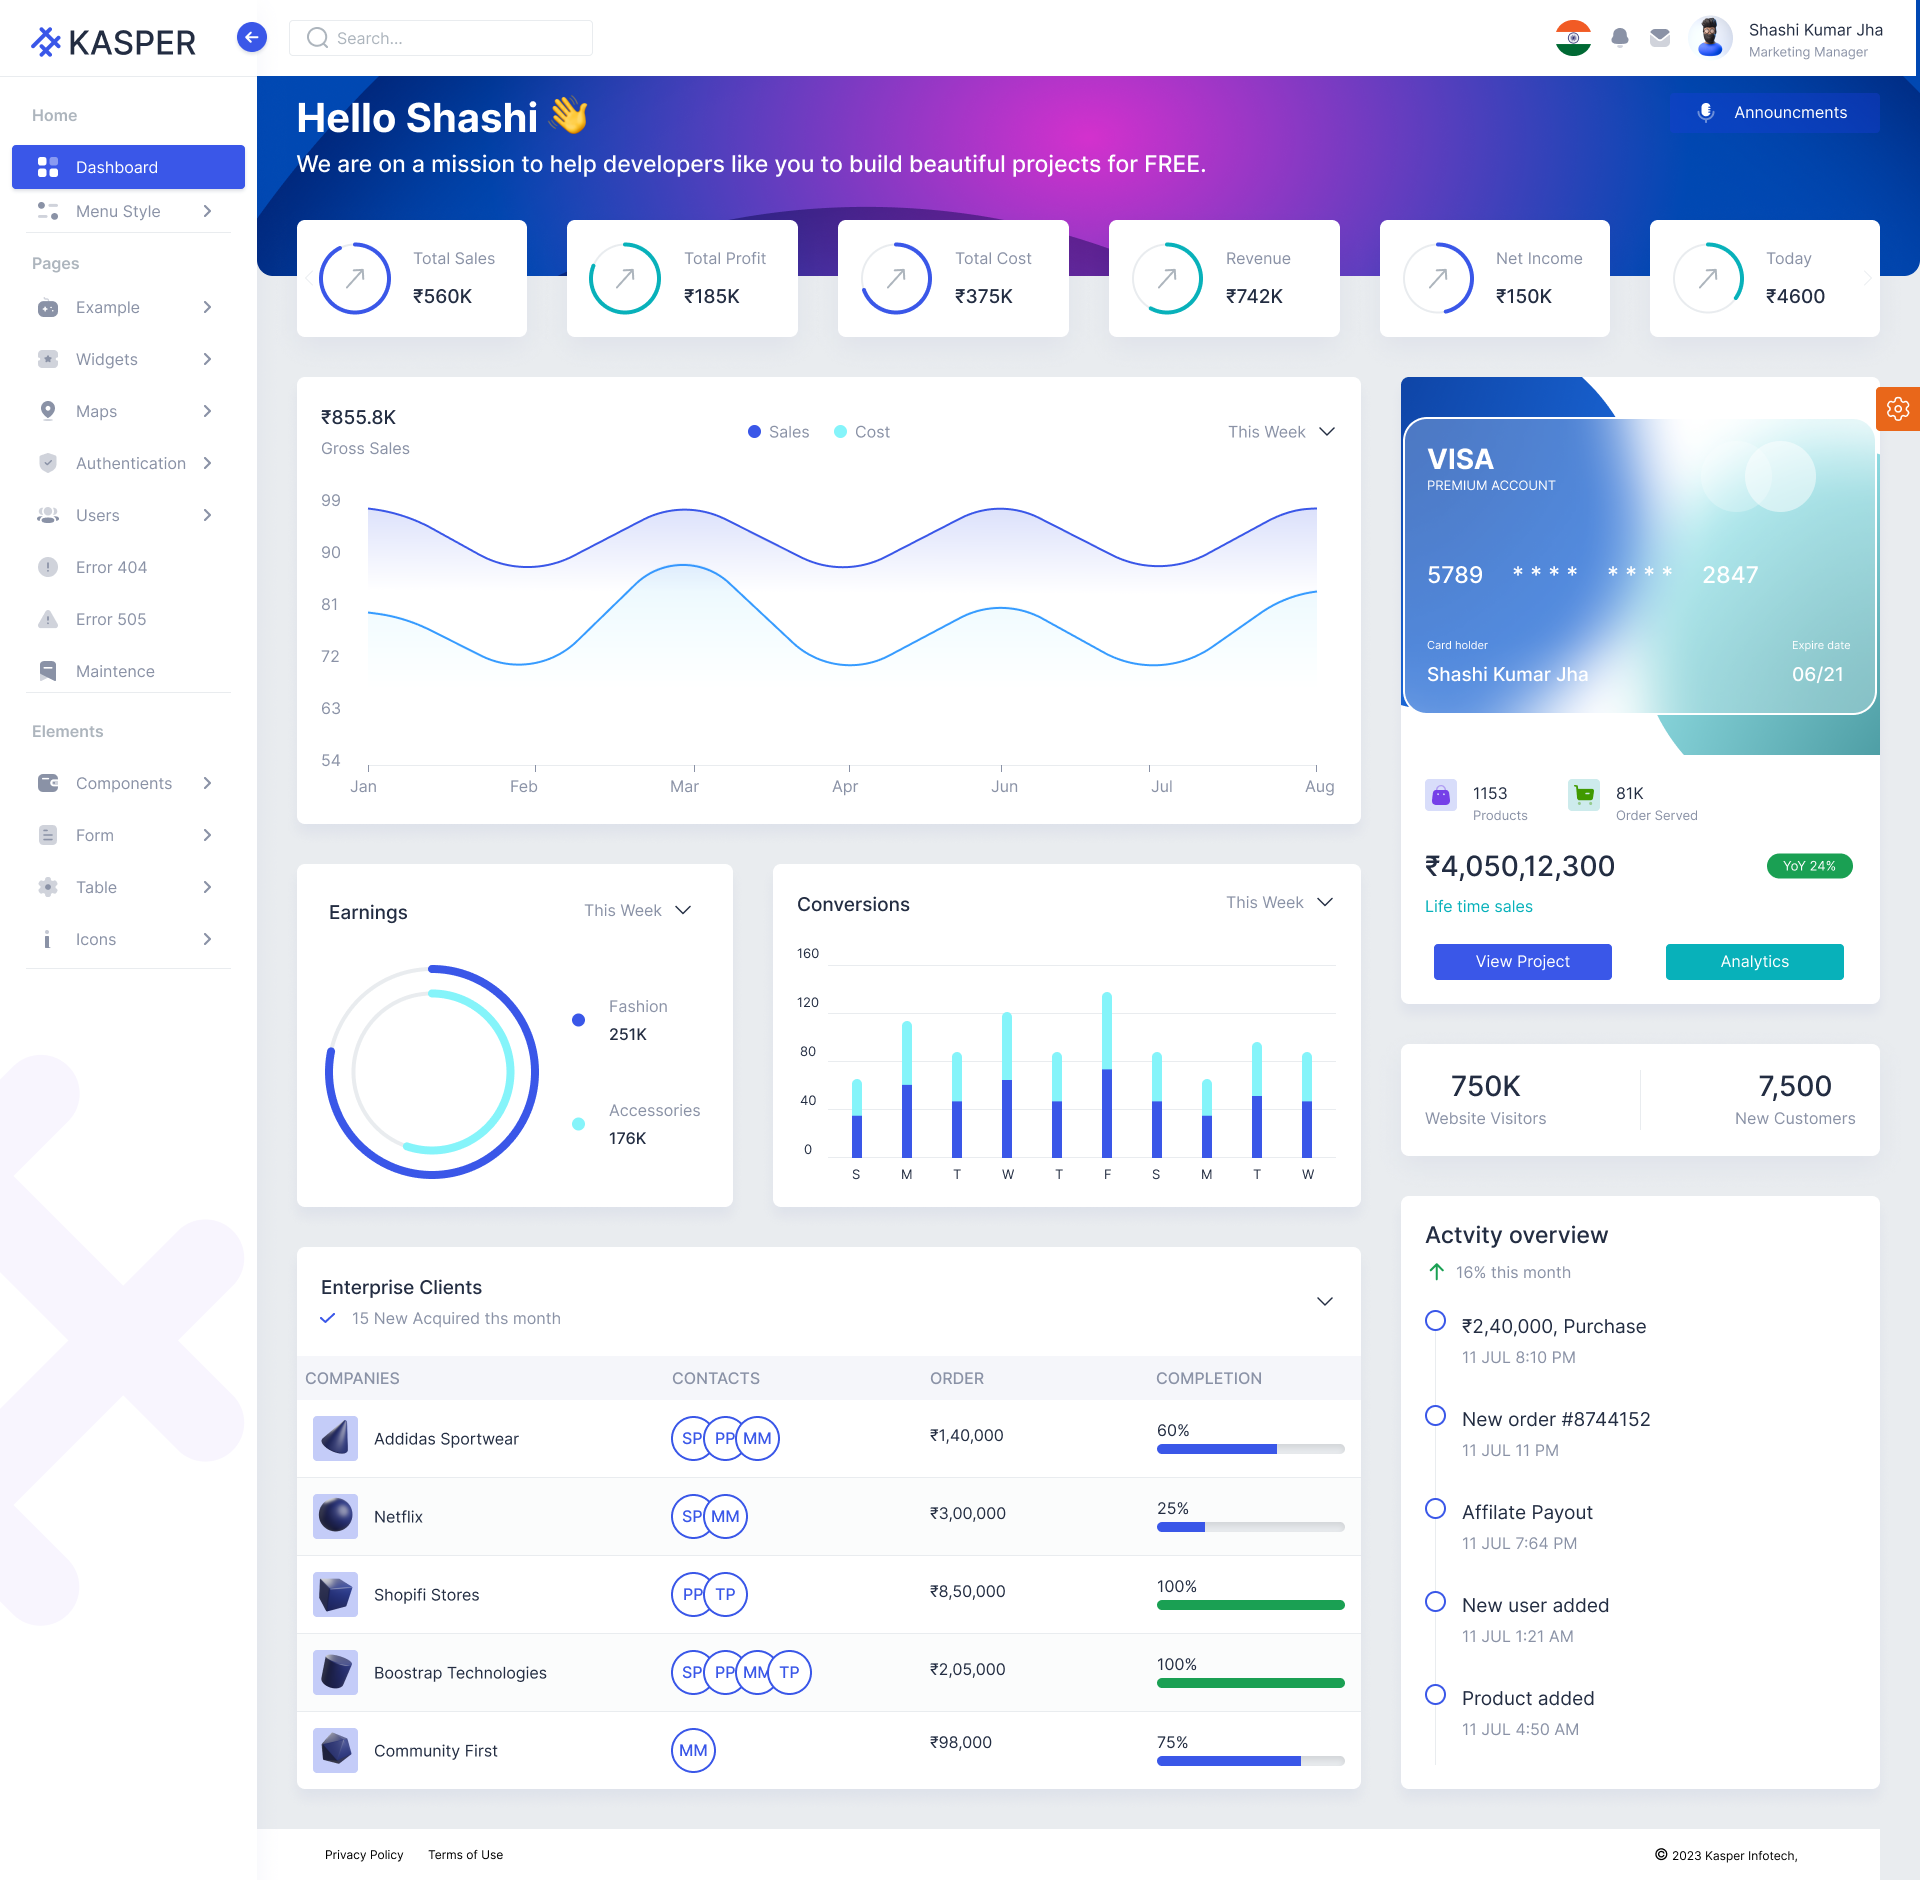 KASPER
Search...
Shashi Kumar Jha
Marketing Manager
Home
Dashboard
Menu Style
Pages
Example
Widgets
Maps
Authentication
Users
Error 404
Error 505
Maintence
Elements
Components
Form
Table
Icons
Hello Shashi 👋
We are on a mission to help developers like you to build beautiful projects for FREE.
Announcments
Total Sales
₹560K
Total Profit
₹185K
Total Cost
₹375K
Revenue
₹742K
Net Income
₹150K
Today
₹4600
₹855.8K
Gross Sales
Sales
Cost
This Week
99
90
81
72
63
54
Jan
Feb
Mar
Apr
Jun
Jul
Aug
VISA
PREMIUM ACCOUNT
5789 **** **** 2847
Card holder
Shashi Kumar Jha
Expire date
06/21
1153
Products
81K
Order Served
₹4,050,12,300
YoY 24%
Life time sales
View Project
Analytics
Earnings
This Week
Fashion
251K
Accessories
176K
Conversions
This Week
160
120
80
40
0
S M T W T F S M T W
750K
Website Visitors
7,500
New Customers
Enterprise Clients
15 New Acquired ths month
COMPANIES CONTACTS ORDER COMPLETION
Addidas Sportwear SP PP MM ₹1,40,000 60%
Netflix SP MM ₹3,00,000 25%
Shopifi Stores PP TP ₹8,50,000 100%
Boostrap Technologies SP PP MM TP ₹2,05,000 100%
Community First MM ₹98,000 75%
Actvity overview
16% this month
₹2,40,000, Purchase
11 JUL 8:10 PM
New order #8744152
11 JUL 11 PM
Affilate Payout
11 JUL 7:64 PM
New user added
11 JUL 1:21 AM
Product added
11 JUL 4:50 AM
Privacy Policy
Terms of Use
© 2023 Kasper Infotech,